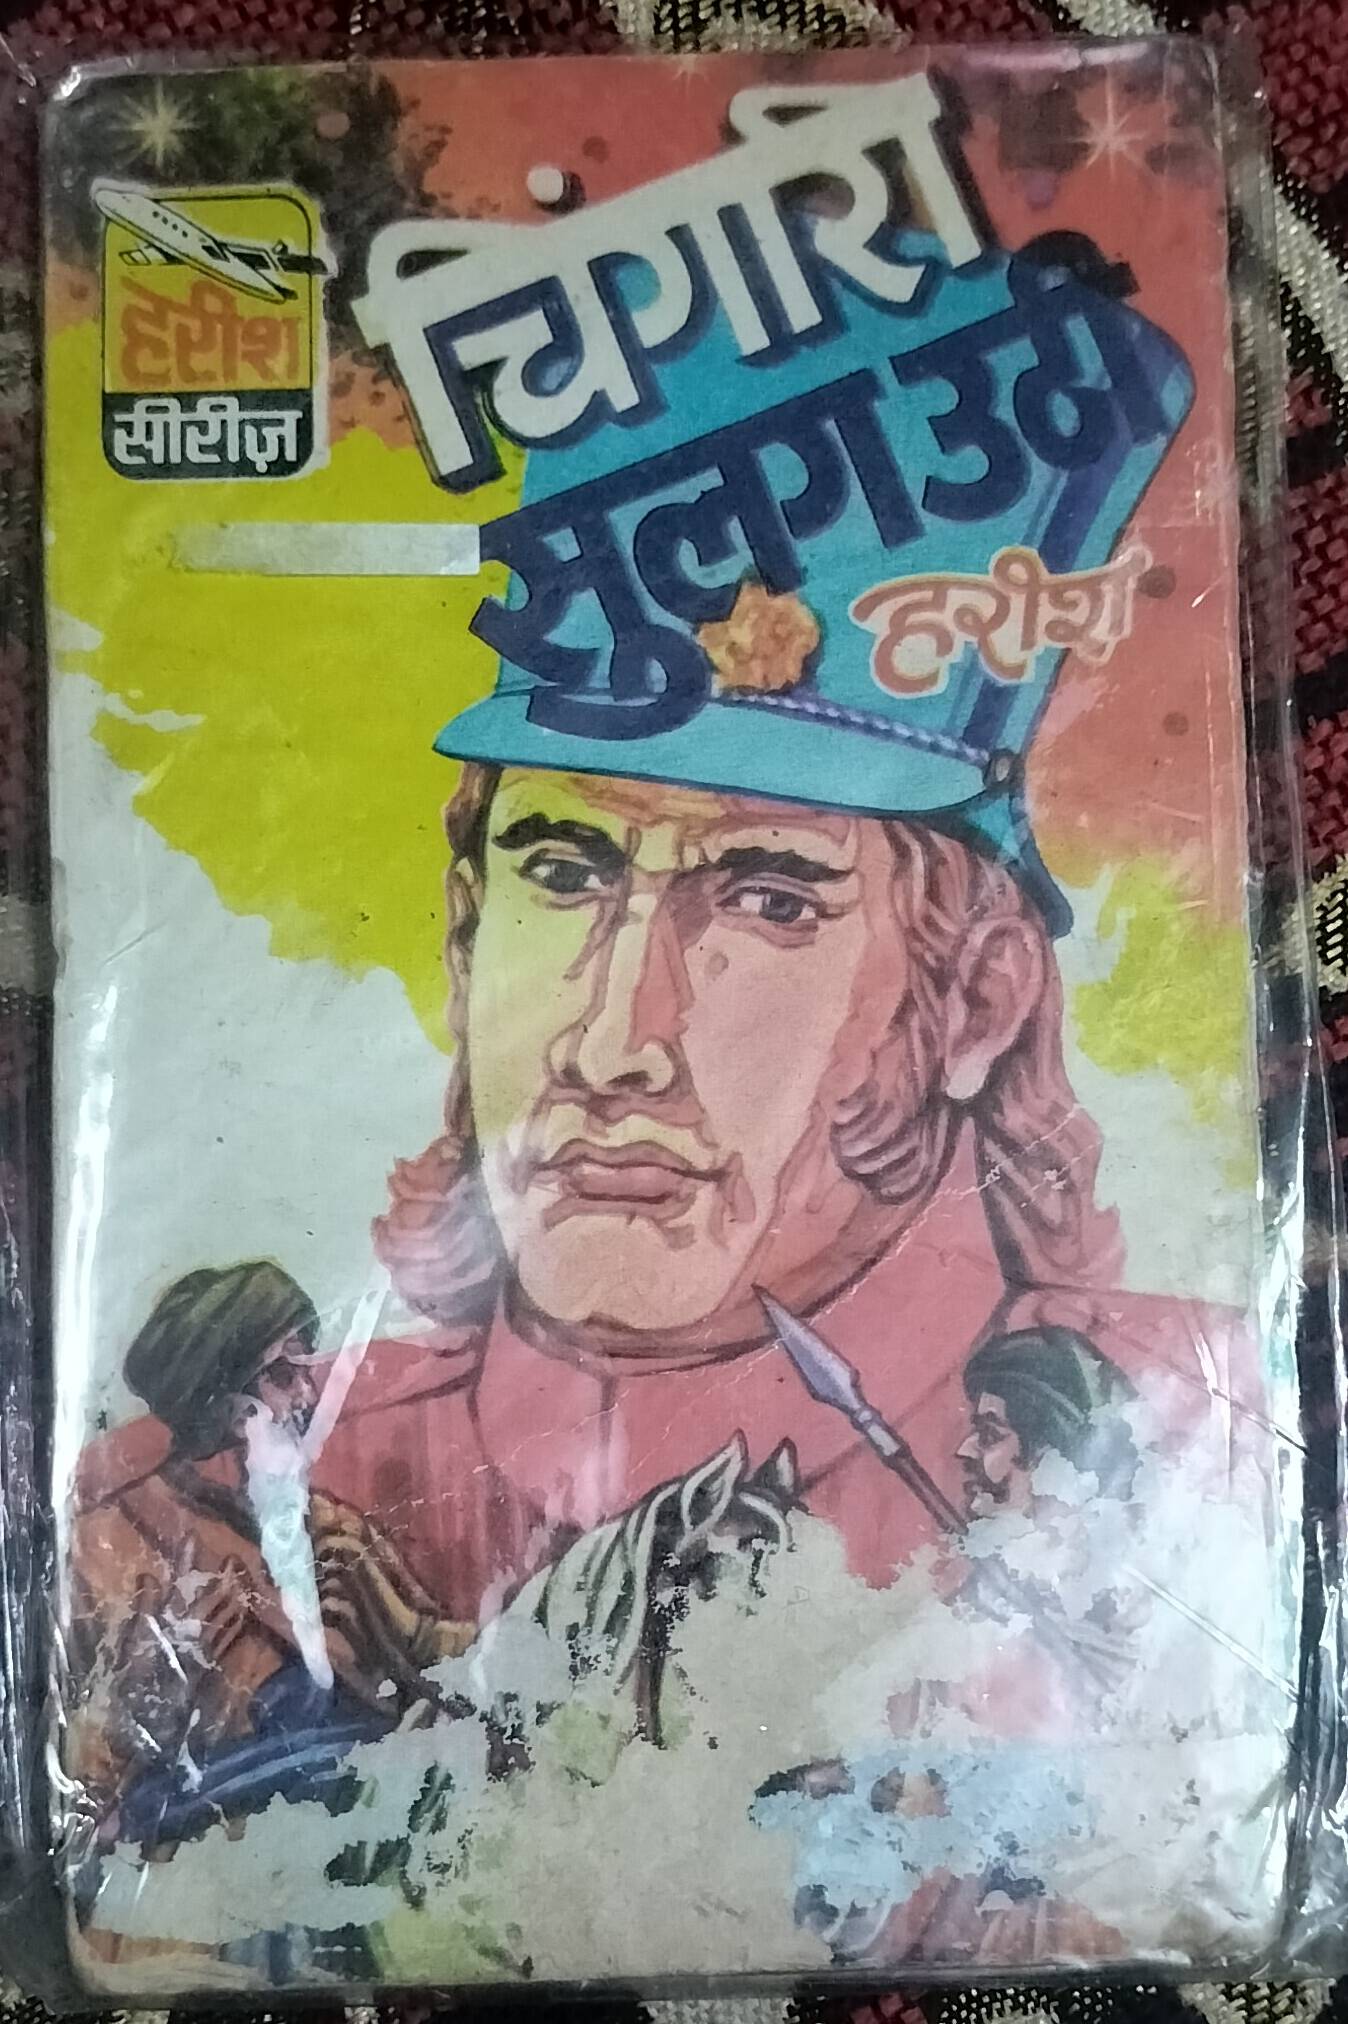 हरीश
सीरीज़
चिंगारी
सुलग उठी
हरीश